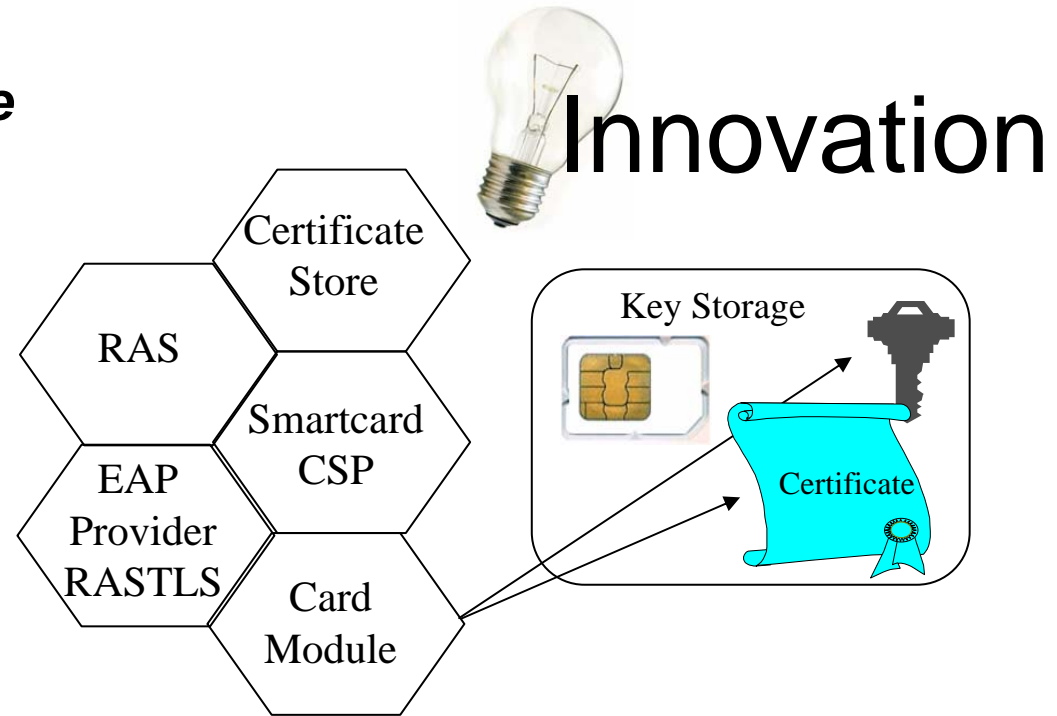 e
Innovation
Certificate
Store
RAS
Smartcard
CSP
EAP
Provider
RASTLS
Card
Module
Key Storage
Certificate